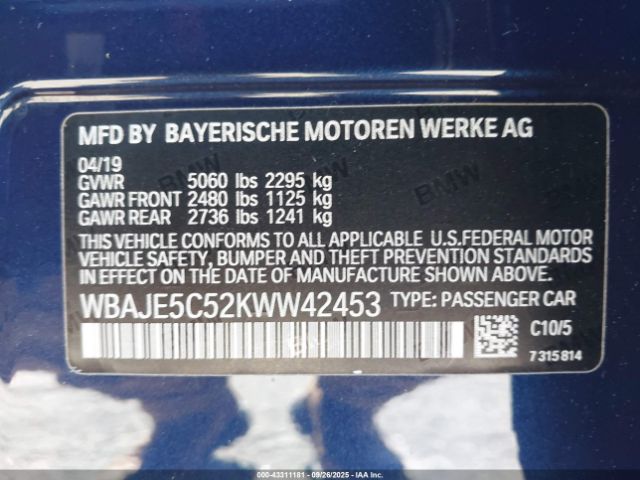 MFD BY BAYERISCHE MOTOREN WERKE AG
04/19
GVWR 5060 lbs 2295 kg
GAWR FRONT 2480 lbs 1125 kg
GAWR REAR 2736 lbs 1241 kg
THIS VEHICLE CONFORMS TO ALL APPLICABLE U.S.FEDERAL MOTOR
VEHICLE SAFETY, BUMPER AND THEFT PREVENTION STANDARDS
IN EFFECT ON THE DATE OF MANUFACTURE SHOWN ABOVE.
WBAJE5C52KWW42453 TYPE: PASSENGER CAR
C10/5
7315814
000-43311181 - 09/26/2025 - IAA Inc.